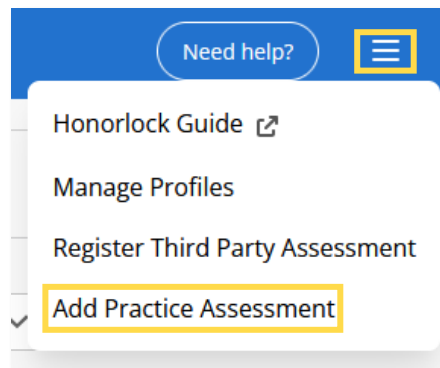 Need help?
Honorlock Guide
Manage Profiles
Register Third Party Assessment
Add Practice Assessment